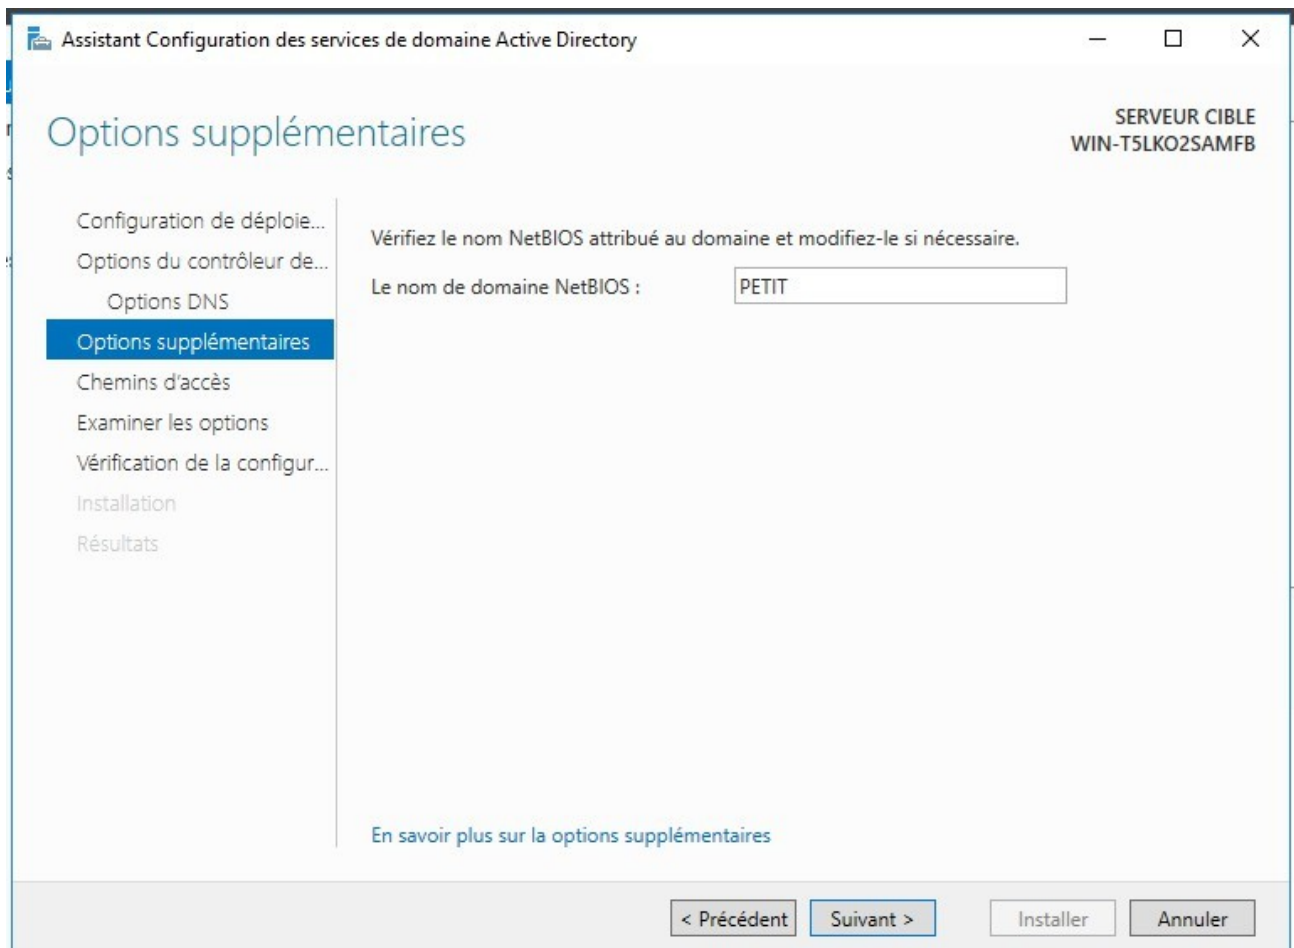 Assistant Configuration des services de domaine Active Directory
Options supplémentaires
SERVEUR CIBLE
WIN-T5LKO2SAMFB
Configuration de déploie...
Options du contrôleur de...
Options DNS
Options supplémentaires
Chemins d’accès
Examiner les options
Vérification de la configur...
Installation
Résultats
Vérifiez le nom NetBIOS attribué au domaine et modifiez-le si nécessaire.
Le nom de domaine NetBIOS : PETIT
En savoir plus sur la options supplémentaires
< Précédent Suivant > Installer Annuler